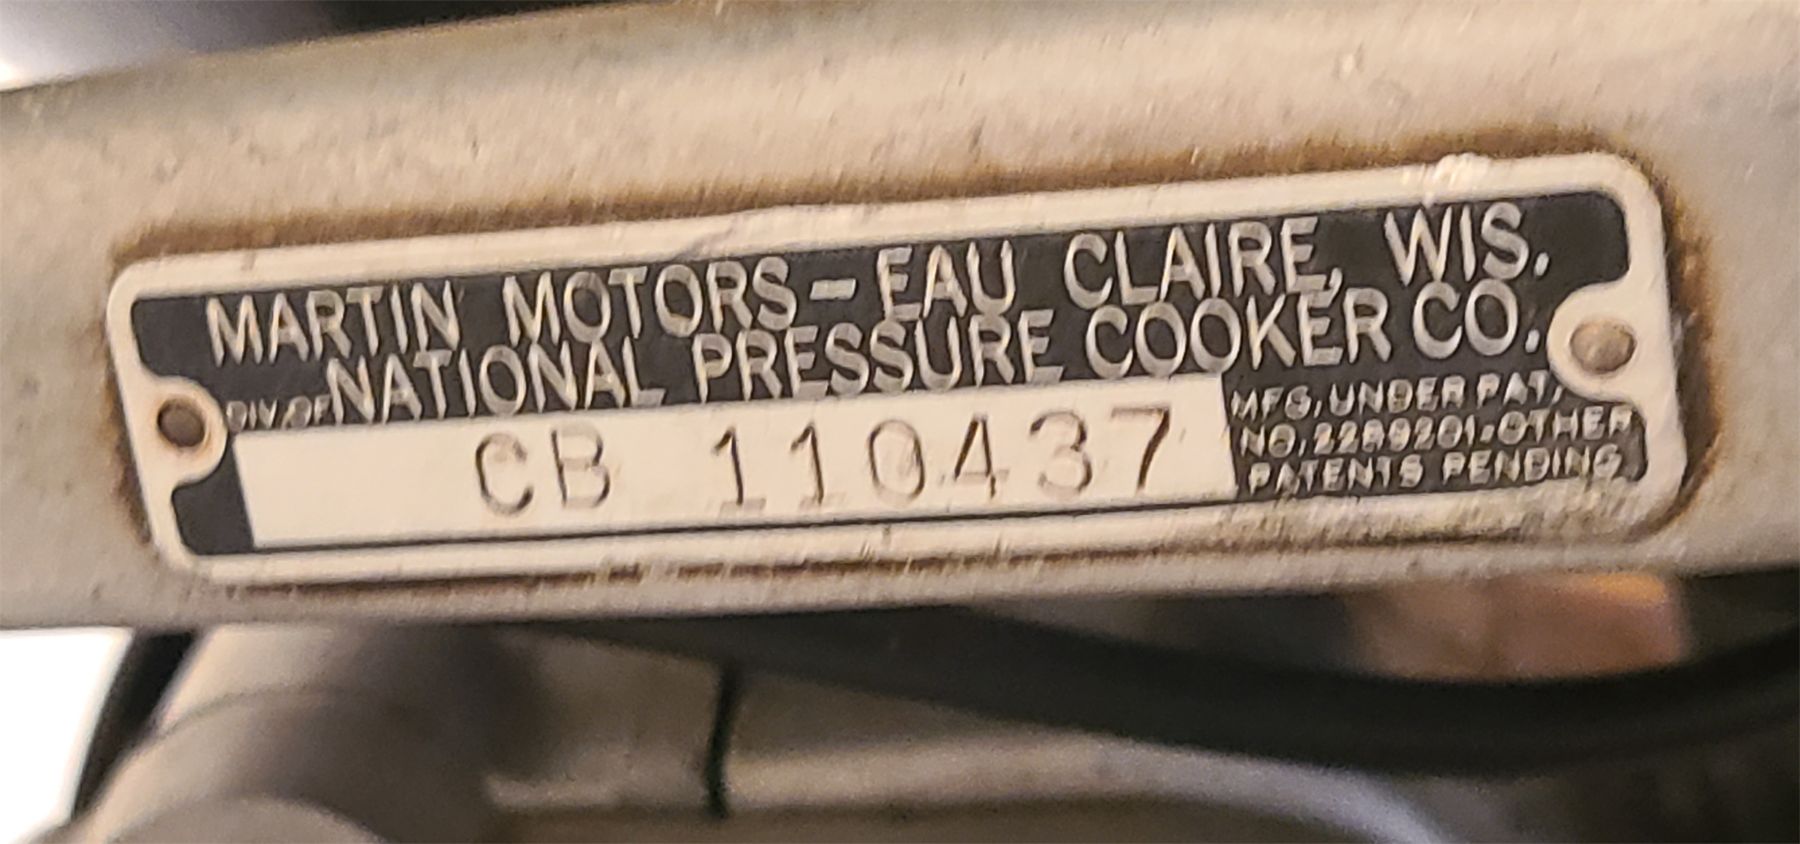 MARTIN MOTORS-EAU CLAIRE, WIS.
DIV. OF NATIONAL PRESSURE COOKER CO.
CB 110437
MFG. UNDER PAT.
NO. OTHER
PATENTS PENDING